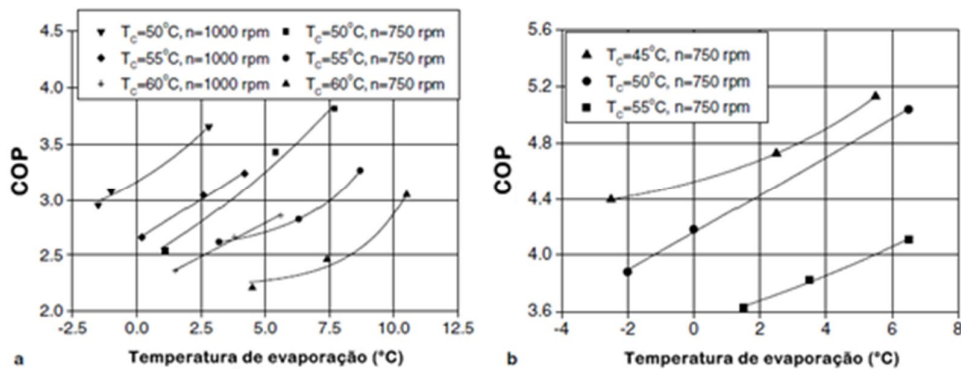 COP
4.5
4.0
3.5
3.0
2.5
2.0
-2.5
0.0
2.5
5.0
7.5
10.0
12.5
T_C=50°C, n=1000 rpm
T_C=55°C, n=1000 rpm
T_C=60°C, n=1000 rpm
T_C=50°C, n=750 rpm
T_C=55°C, n=750 rpm
T_C=60°C, n=750 rpm
a
Temperatura de evaporação (°C)
COP
5.6
5.2
4.8
4.4
4.0
3.6
-4
-2
0
2
4
6
8
T_C=45°C, n=750 rpm
T_C=50°C, n=750 rpm
T_C=55°C, n=750 rpm
b
Temperatura de evaporação (°C)